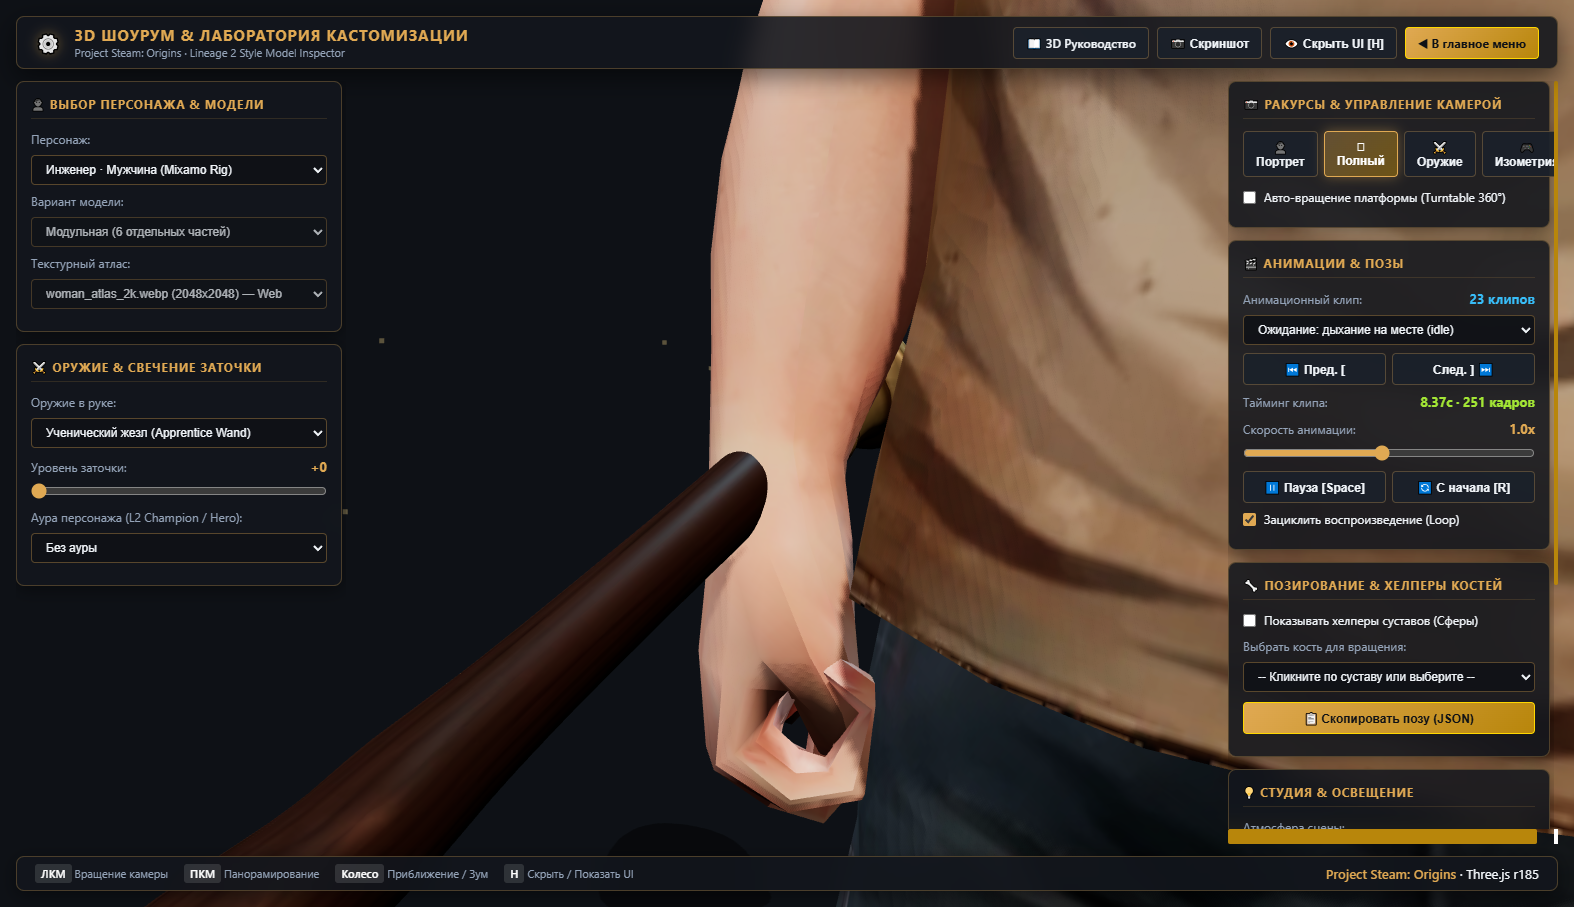 3D ШОУРУМ & ЛАБОРАТОРИЯ КАСТОМИЗАЦИИ
Project Steam: Origins · Lineage 2 Style Model Inspector
3D Руководство
Скриншот
Скрыть UI [H]
◀ В главное меню
ВЫБОР ПЕРСОНАЖА & МОДЕЛИ
Персонаж:
Инженер · Мужчина (Mixamo Rig)
Вариант модели:
Модульная (6 отдельных частей)
Текстурный атлас:
woman_atlas_2k.webp (2048x2048) — Web
ОРУЖИЕ & СВЕЧЕНИЕ ЗАТОЧКИ
Оружие в руке:
Ученический жезл (Apprentice Wand)
Уровень заточки: +0
Аура персонажа (L2 Champion / Hero):
Без ауры
РАКУРСЫ & УПРАВЛЕНИЕ КАМЕРОЙ
Портрет
Полный
Оружие
Изометрия
Авто-вращение платформы (Turntable 360°)
АНИМАЦИИ & ПОЗЫ
Анимационный клип: 23 клипов
Ожидание: дыхание на месте (idle)
Пред. [
След. ]
Тайминг клипа: 8.37с · 251 кадров
Скорость анимации: 1.0x
Пауза [Space]
С начала [R]
Зациклить воспроизведение (Loop)
ПОЗИРОВАНИЕ & ХЕЛПЕРЫ КОСТЕЙ
Показывать хелперы суставов (Сферы)
Выбрать кость для вращения:
-- Кликните по суставу или выберите --
Скопировать позу (JSON)
СТУДИЯ & ОСВЕЩЕНИЕ
Атмосфера сцены:
ЛКМ Вращение камеры ПКМ Панорамирование Колесо Приближение / Зум H Скрыть / Показать UI
Project Steam: Origins · Three.js r185